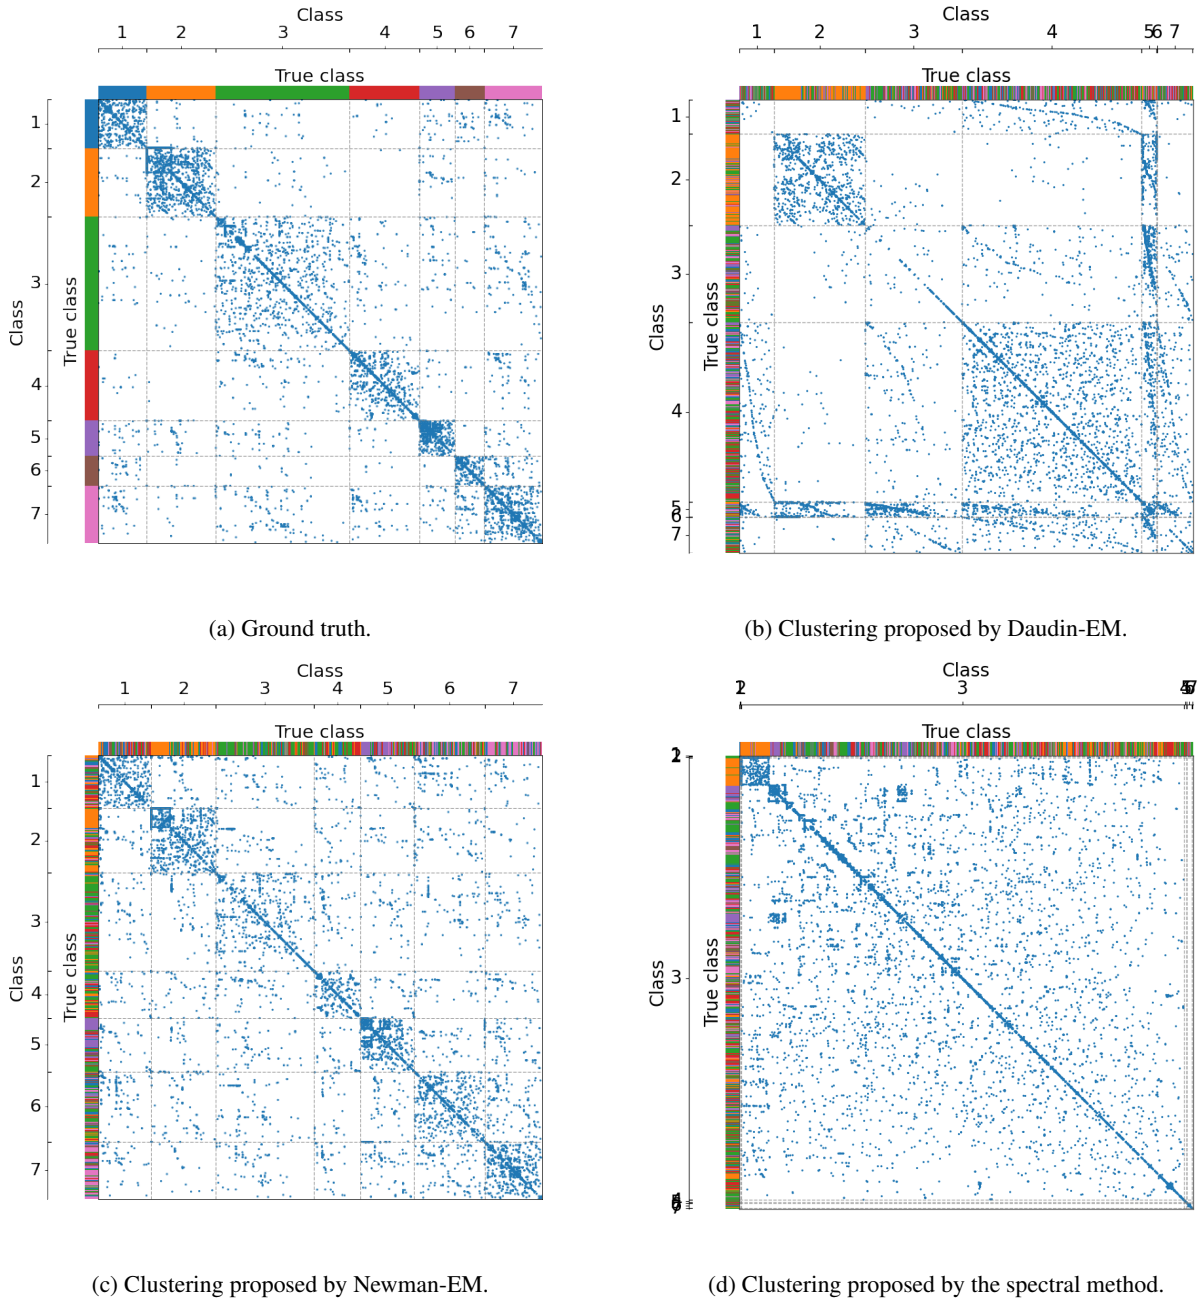 Class
1 2 3 4 5 6 7
True class
Class
True class
1
2
3
4
5
6
7
(a) Ground truth.
Class
1 2 3 4 5 6 7
True class
Class
True class
1
2
3
4
5
6
7
(b) Clustering proposed by Daudin-EM.
Class
1 2 3 4 5 6 7
True class
Class
True class
1
2
3
4
5
6
7
(c) Clustering proposed by Newman-EM.
Class
3
True class
Class
True class
3
(d) Clustering proposed by the spectral method.